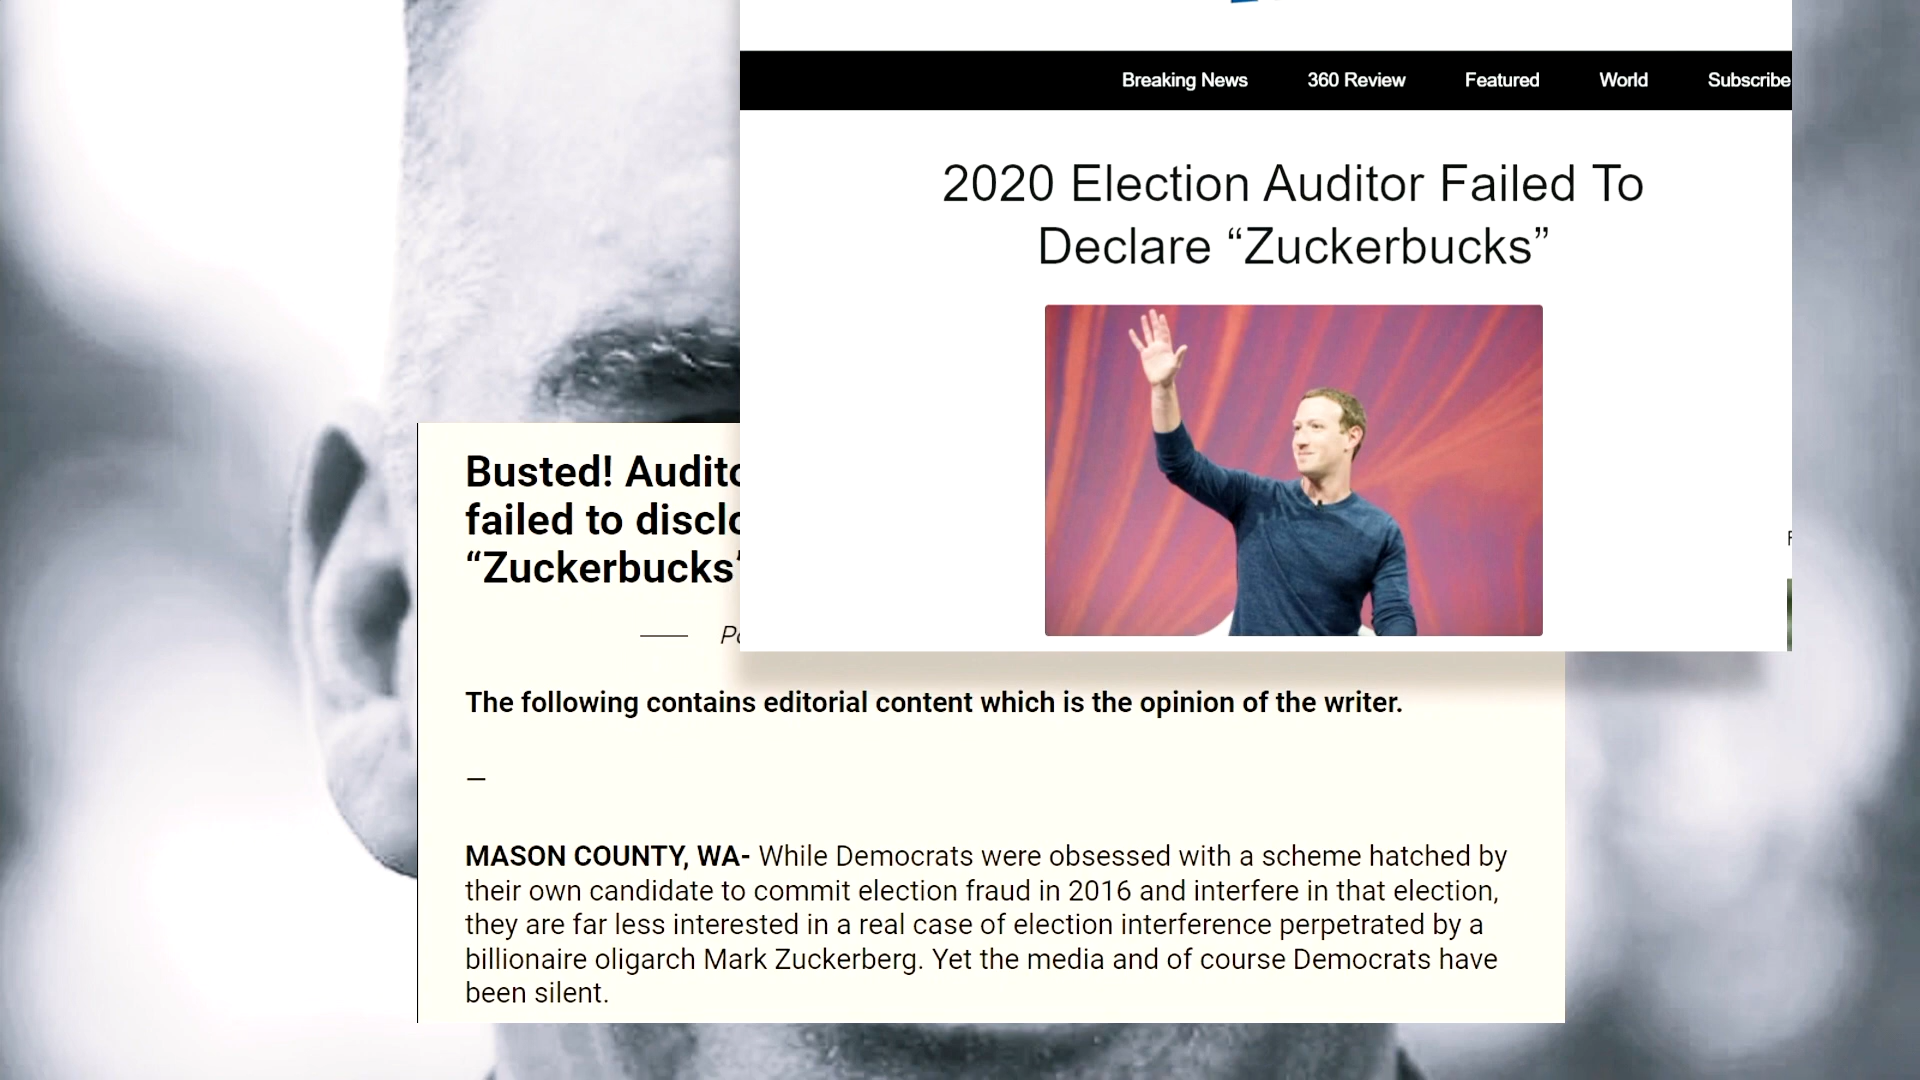 Breaking News 360 Review Featured World Subscribe
2020 Election Auditor Failed To
Declare “Zuckerbucks”
Busted!
failed to
“Zuckerbucks”
The following contains editorial content which is the opinion of the writer.
—
MASON COUNTY, WA- While Democrats were obsessed with a scheme hatched by
their own candidate to commit election fraud in 2016 and interfere in that election,
they are far less interested in a real case of election interference perpetrated by a
billionaire oligarch Mark Zuckerberg. Yet the media and of course Democrats have
been silent.